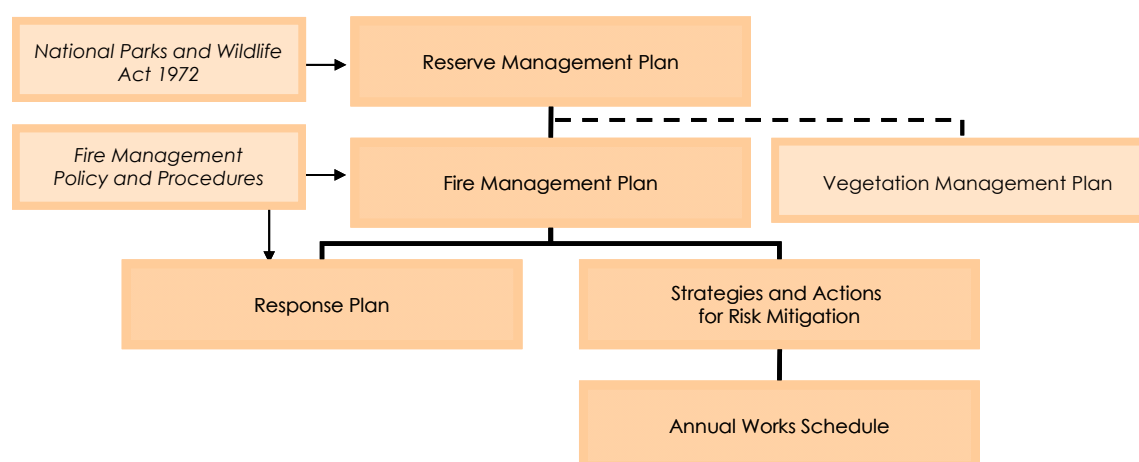 National Parks and Wildlife
Act 1972
Reserve Management Plan
Fire Management
Policy and Procedures
Fire Management Plan
Vegetation Management Plan
Response Plan
Strategies and Actions
for Risk Mitigation
Annual Works Schedule